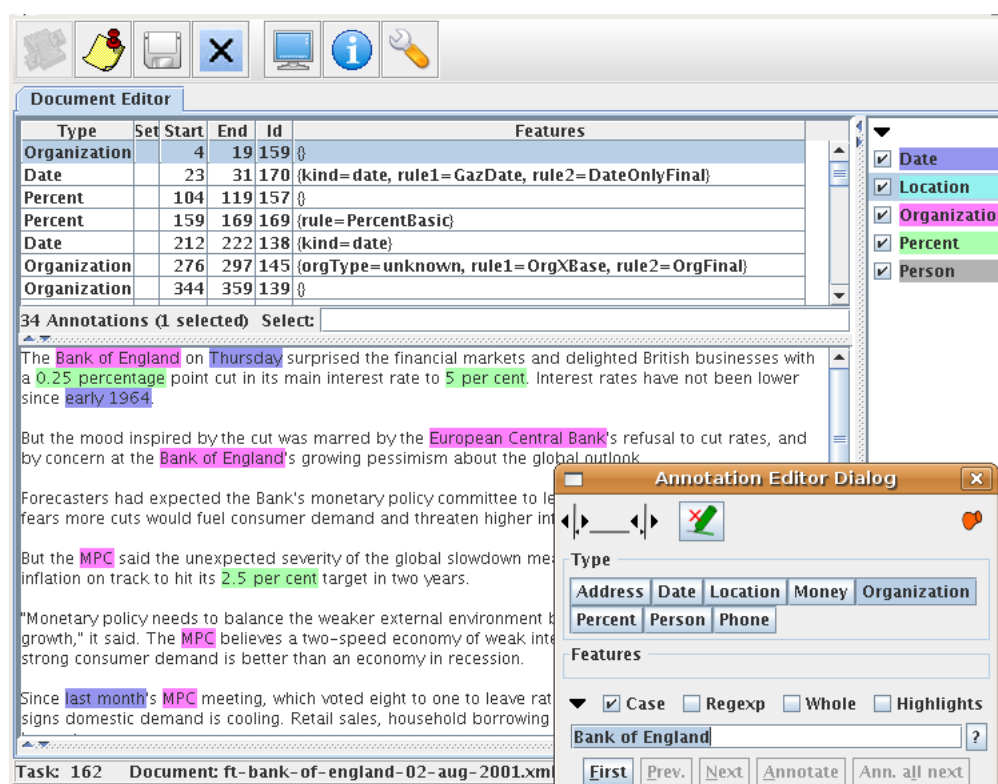 Document Editor
Type Set Start End Id Features
Organization 4 19 159 {}
Date 23 31 170 {kind=date, rule1=GazDate, rule2=DateOnlyFinal}
Percent 104 119 157 {}
Percent 159 169 169 {rule=PercentBasic}
Date 212 222 138 {kind=date}
Organization 276 297 145 {orgType=unknown, rule1=OrgXBase, rule2=OrgFinal}
Organization 344 359 139 {}
Date
Location
Organizatio
Percent
Person
34 Annotations (1 selected) Select:
The Bank of England on Thursday surprised the financial markets and delighted British businesses with
a 0.25 percentage point cut in its main interest rate to 5 per cent. Interest rates have not been lower
since early 1964.
But the mood inspired by the cut was marred by the European Central Bank's refusal to cut rates, and
by concern at the Bank of England's growing pessimism about the global outlook
Forecasters had expected the Bank's monetary policy committee to le
fears more cuts would fuel consumer demand and threaten higher in
But the MPC said the unexpected severity of the global slowdown mea
inflation on track to hit its 2.5 per cent target in two years.
"Monetary policy needs to balance the weaker external environment b
growth," it said. The MPC believes a two-speed economy of weak inte
strong consumer demand is better than an economy in recession.
Since last month's MPC meeting, which voted eight to one to leave rat
signs domestic demand is cooling. Retail sales, household borrowing
Task: 162 Document: ft-bank-of-england-02-aug-2001.xml
Annotation Editor Dialog
Type
Address Date Location Money Organization
Percent Person Phone
Features
Case Regexp Whole Highlights
Bank of England ?
First Prev. Next Annotate Ann. all next